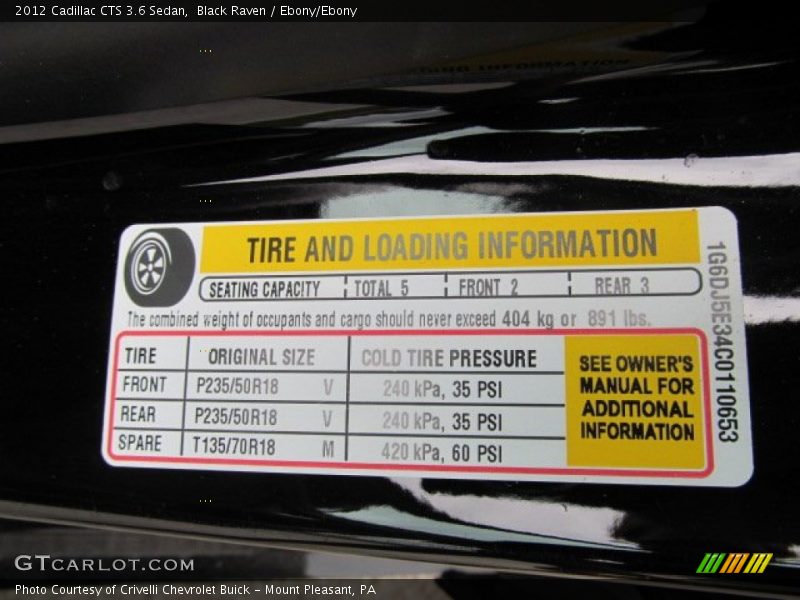 2012 Cadillac CTS 3.6 Sedan, Black Raven / Ebony/Ebony
TIRE AND LOADING INFORMATION
SEATING CAPACITY TOTAL 5 FRONT 2 REAR 3
The combined weight of occupants and cargo should never exceed 404 kg or 891 lbs.
TIRE ORIGINAL SIZE COLD TIRE PRESSURE
FRONT P235/50R18 V 240 kPa, 35 PSI
REAR P235/50R18 V 240 kPa, 35 PSI
SPARE T135/70R18 M 420 kPa, 60 PSI
SEE OWNER'S
MANUAL FOR
ADDITIONAL
INFORMATION
1G6DJ5E34C0110653
GTCARLOT.COM
Photo Courtesy of Crivelli Chevrolet Buick - Mount Pleasant, PA